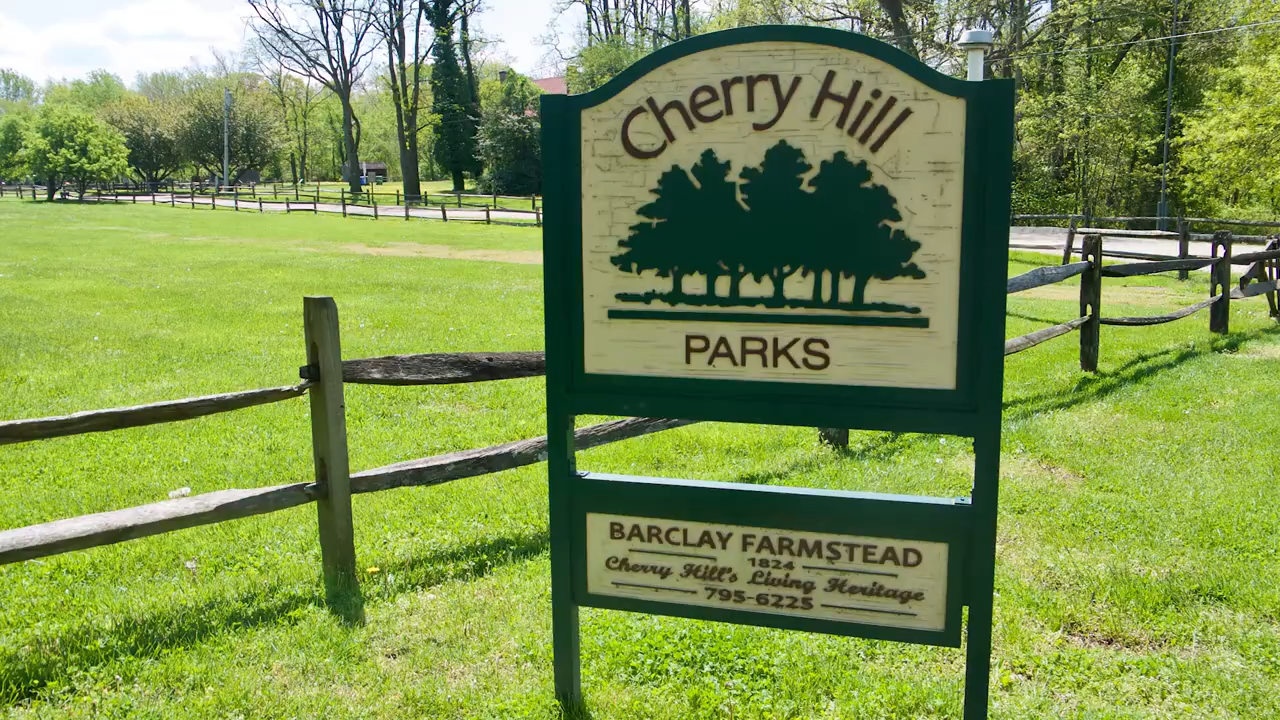 Cherry Hill
PARKS
BARCLAY FARMSTEAD
1824
Cherry Hill's Living Heritage
795-6225